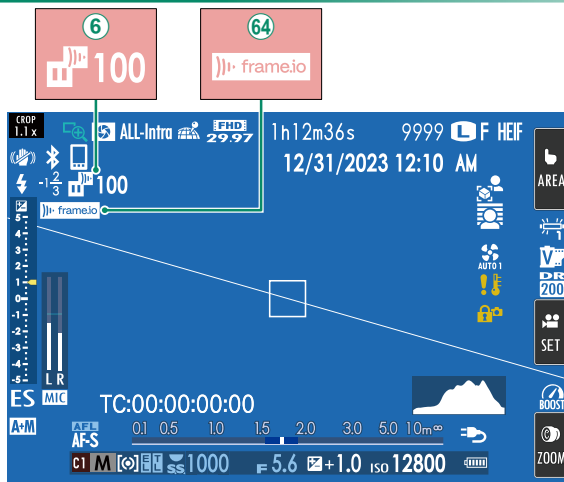 6
64
100
frame.io
CROP
1.1 x
ALL-Intra
FHD
29.97
1h12m36s
9999 L F HEIF
12/31/2023 12:10 AM
-1 2/3
100
frame.io
AREA
1
V
DR
200
SET
BOOST
ZOOM
AUTO 1
5
4
3
2
1
0
-1
-2
-3
-4
-5
L R
ES MIC
A+M
TC:00:00:00:00
AFL
AF-S
0.1 0.5 1.0 1.5 2.0 3.0 5.0 10m ∞
C1 M E L T S.S. 1000 F 5.6 +1.0 ISO 12800